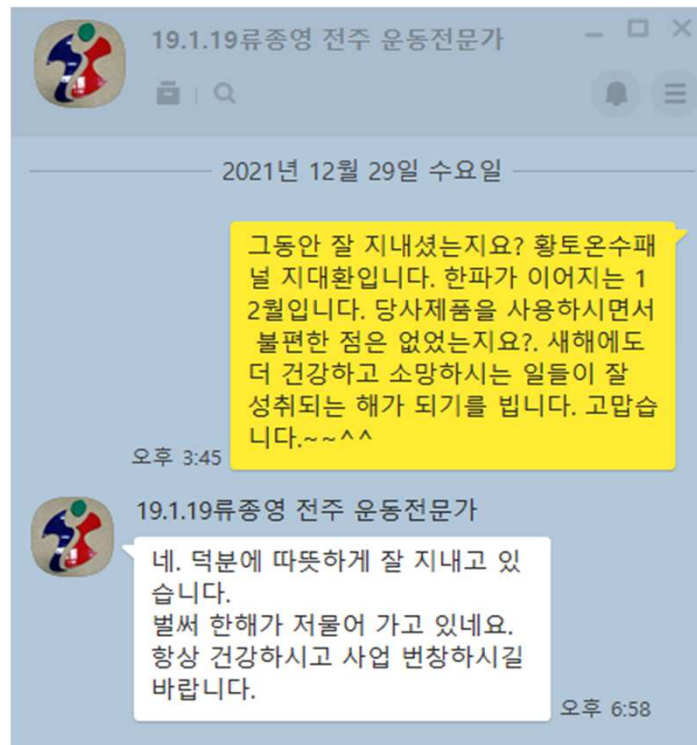 19.1.19류종영 전주 운동전문가
2021년 12월 29일 수요일
그동안 잘 지내셨는지요? 황토온수패
널 지대환입니다. 한파가 이어지는 1
2월입니다. 당사제품을 사용하시면서
불편한 점은 없었는지요?. 새해에도
더 건강하고 소망하시는 일들이 잘
성취되는 해가 되기를 빕니다. 고맙습
니다.~~^^
오후 3:45
19.1.19류종영 전주 운동전문가
네. 덕분에 따뜻하게 잘 지내고 있
습니다.
벌써 한해가 저물어 가고 있네요.
항상 건강하시고 사업 번창하시길
바랍니다.
오후 6:58